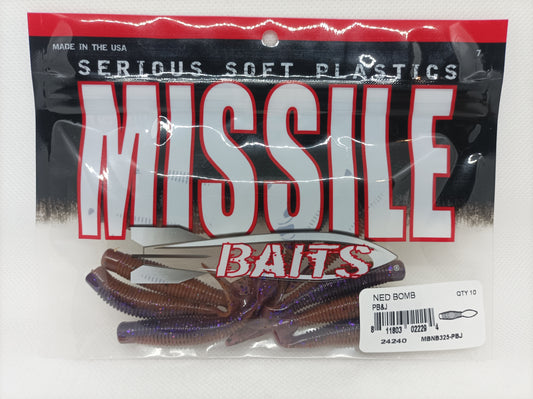 MADE IN THE USA
7
SERIOUS SOFT PLASTICS
MISSILE
BAITS
NED BOMB QTY 10
PB&J
8 11803 02229 4
24240 MBNB325-PBJ